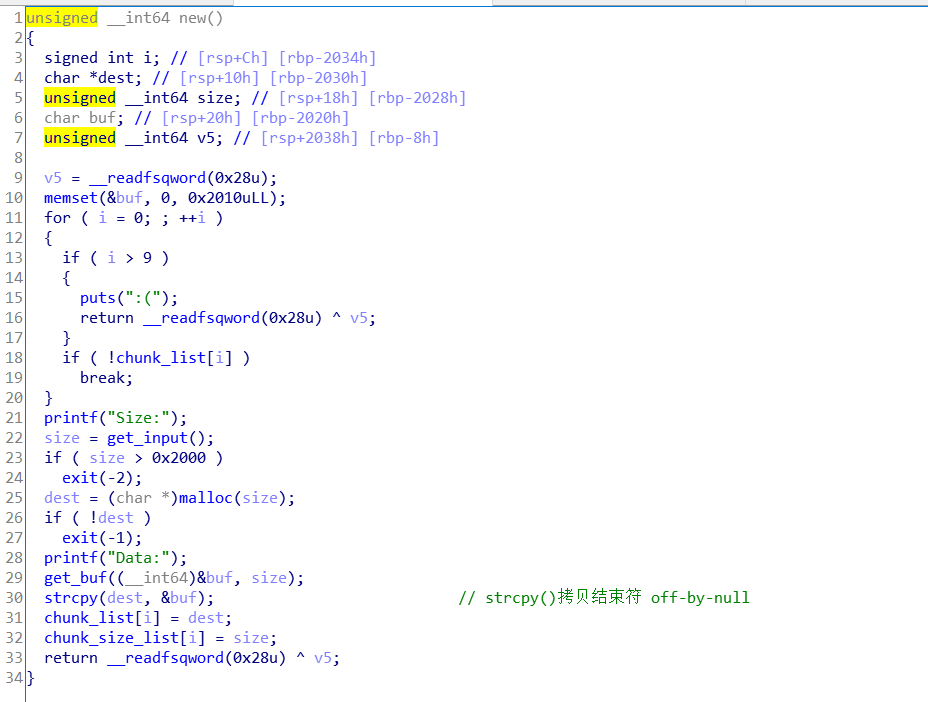 1 unsigned __int64 new()
2 {
3 signed int i; // [rsp+Ch] [rbp-2034h]
4 char *dest; // [rsp+10h] [rbp-2030h]
5 unsigned __int64 size; // [rsp+18h] [rbp-2028h]
6 char buf; // [rsp+20h] [rbp-2020h]
7 unsigned __int64 v5; // [rsp+2038h] [rbp-8h]
8
9 v5 = __readfsqword(0x28u);
10 memset(&buf, 0, 0x2010uLL);
11 for ( i = 0; ; ++i )
12 {
13 if ( i > 9 )
14 {
15 puts(":(");
16 return __readfsqword(0x28u) ^ v5;
17 }
18 if ( !chunk_list[i] )
19 break;
20 }
21 printf("Size:");
22 size = get_input();
23 if ( size > 0x2000 )
24 exit(-2);
25 dest = (char *)malloc(size);
26 if ( !dest )
27 exit(-1);
28 printf("Data:");
29 get_buf((__int64)&buf, size);
30 strcpy(dest, &buf); // strcpy()拷贝结束符 off-by-null
31 chunk_list[i] = dest;
32 chunk_size_list[i] = size;
33 return __readfsqword(0x28u) ^ v5;
34 }